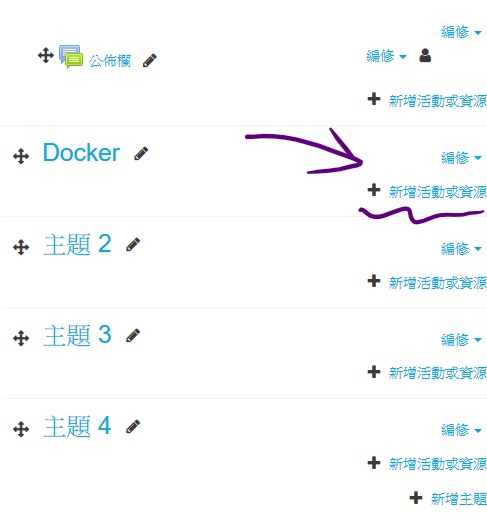 編修
公佈欄 編修
新增活動或資源
Docker 編修
新增活動或資源
主題 2 編修
新增活動或資源
主題 3 編修
新增活動或資源
主題 4 編修
新增活動或資源
新增主題